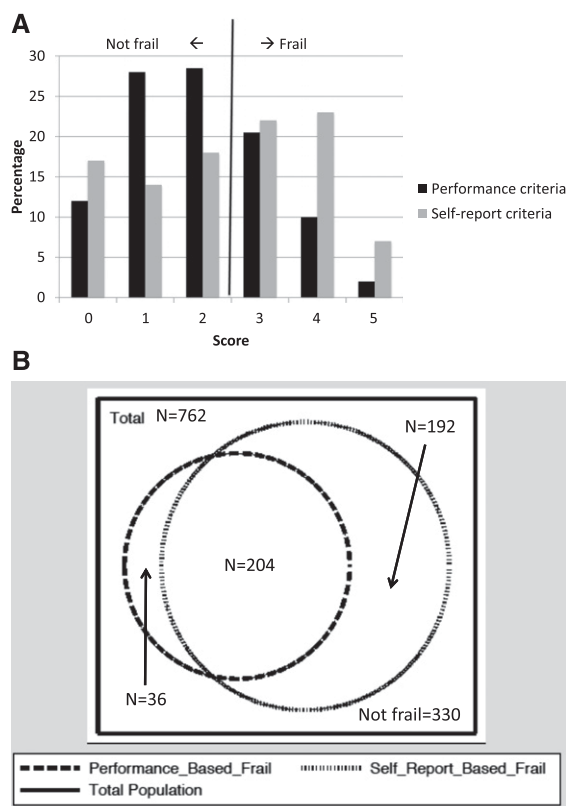 A
Not frail ← → Frail
30
25
20
15
10
5
0
Percentage
0 1 2 3 4 5
Score
Performance criteria
Self-report criteria
B
Total N=762
N=192
N=204
N=36
Not frail=330
Performance_Based_Frail Self_Report_Based_Frail
Total Population